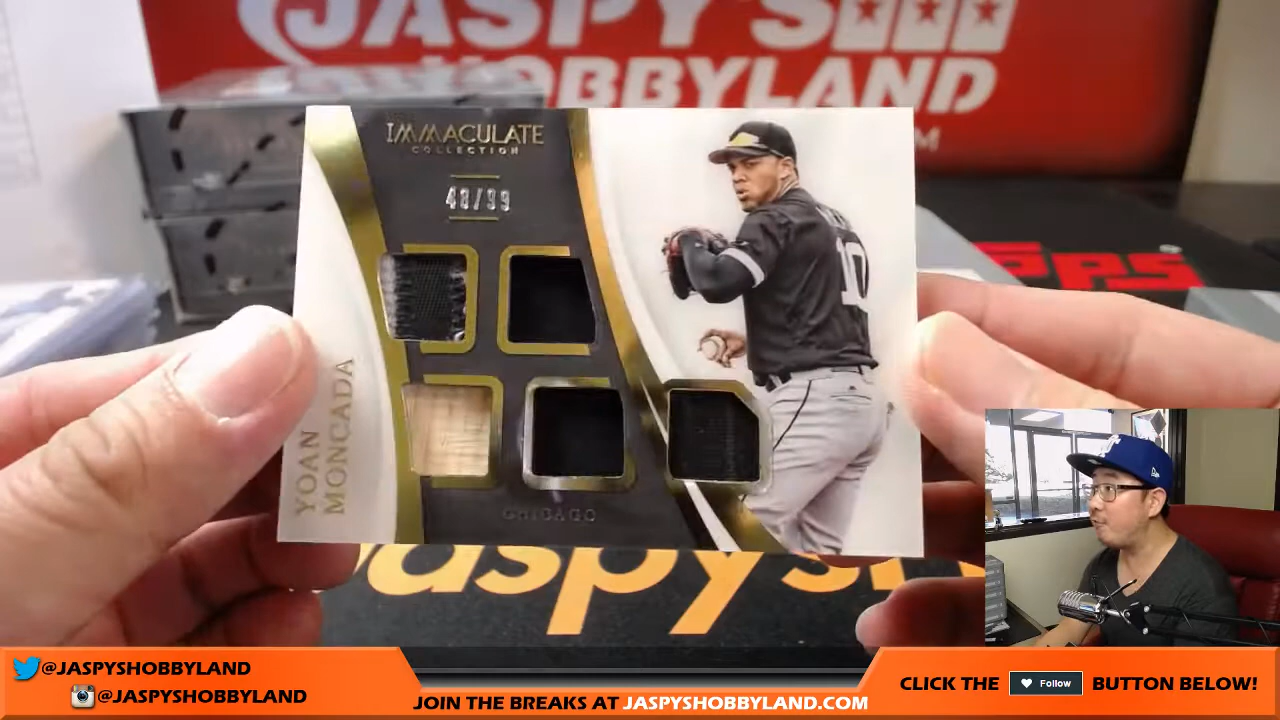 JASPY'S
HOBBYLAND
IMMACULATE
COLLECTION
48/99
10
YOAN
MONCADA
CHICAGO
@JASPYSHOBBYLAND
@JASPYSHOBBYLAND
JOIN THE BREAKS AT JASPYSHOBBYLAND.COM
CLICK THE Follow BUTTON BELOW!